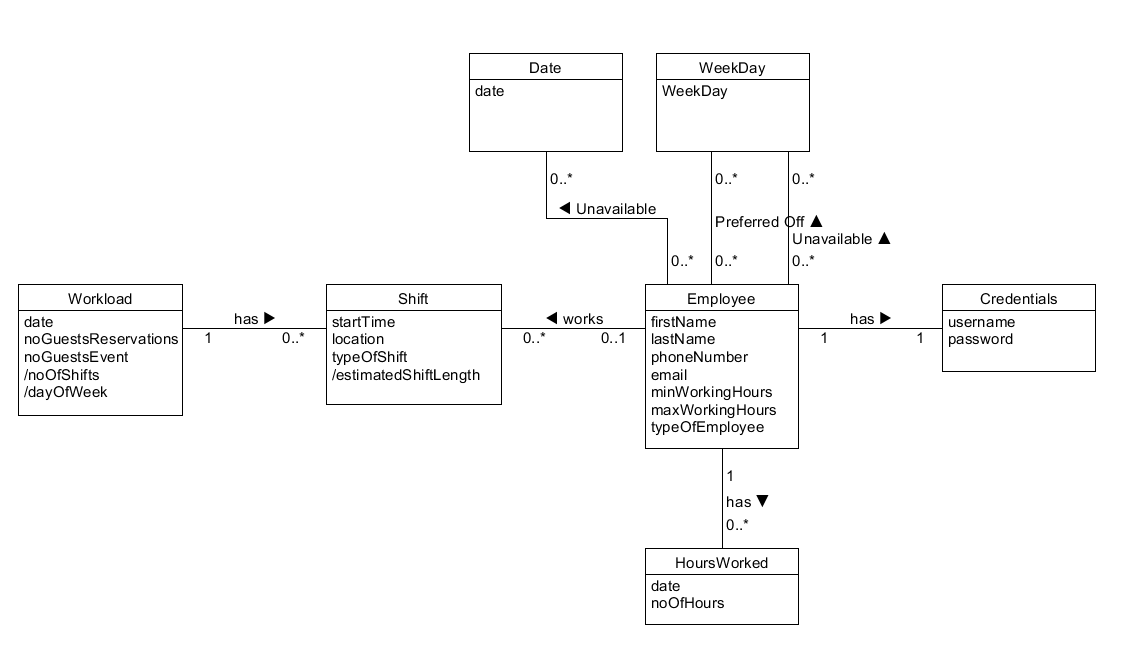 Date
date
WeekDay
WeekDay
0..*
0..*
0..*
◄ Unavailable
Preferred Off ▲
Unavailable ▲
0..*
0..*
0..*
Workload
date
noGuestsReservations
noGuestsEvent
/noOfShifts
/dayOfWeek
has ►
1
0..*
Shift
startTime
location
typeOfShift
/estimatedShiftLength
◄ works
0..*
0..1
Employee
firstName
lastName
phoneNumber
email
minWorkingHours
maxWorkingHours
typeOfEmployee
has ►
1
1
Credentials
username
password
1
has ▼
0..*
HoursWorked
date
noOfHours